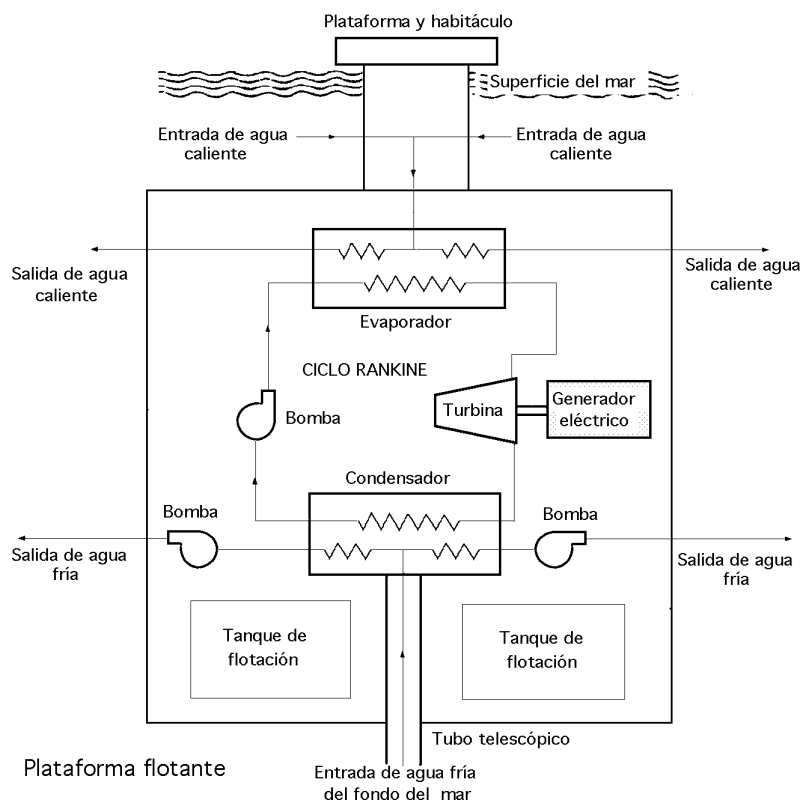 Plataforma y habitáculo
Superficie del mar
Entrada de agua
caliente
Entrada de agua
caliente
Salida de agua
caliente
Salida de agua
caliente
Evaporador
CICLO RANKINE
Bomba
Turbina
Generador
eléctrico
Condensador
Bomba
Bomba
Salida de agua
fría
Salida de agua
fría
Tanque de
flotación
Tanque de
flotación
Tubo telescópico
Plataforma flotante
Entrada de agua fría
del fondo del mar